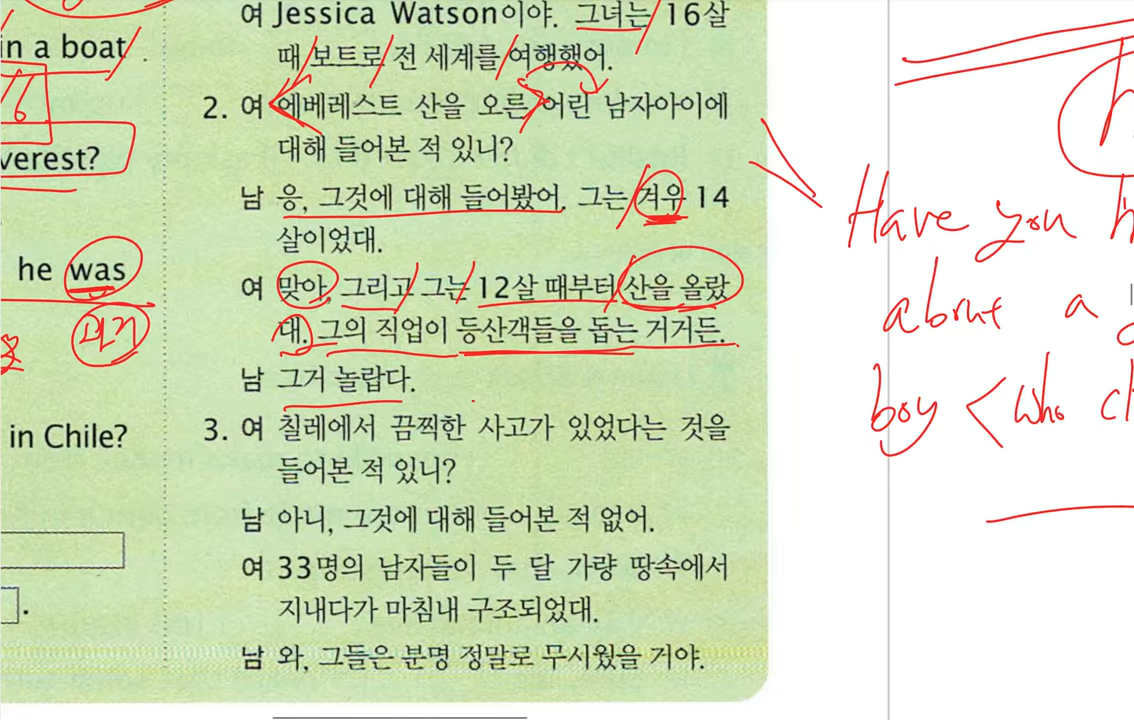 in a boat
verest?
he was
과거
in Chile?
.
여 Jessica Watson이야. 그녀는 16살
때 보트로 전 세계를 여행했어.
2. 여 에베레스트 산을 오른 어린 남자아이에
대해 들어본 적 있니?
남 응, 그것에 대해 들어봤어, 그는 겨우 14
살이었대.
여 맞아, 그리고 그는 12살 때부터 산을 올랐
대. 그의 직업이 등산객들을 돕는 거거든.
남 그거 놀랍다.
3. 여 칠레에서 끔찍한 사고가 있었다는 것을
들어본 적 있니?
남 아니, 그것에 대해 들어본 적 없어.
여 33명의 남자들이 두 달 가량 땅속에서
지내다가 마침내 구조되었대.
남 와, 그들은 분명 정말로 무시웠을 거야.
Have you h
about a
boy < who cl